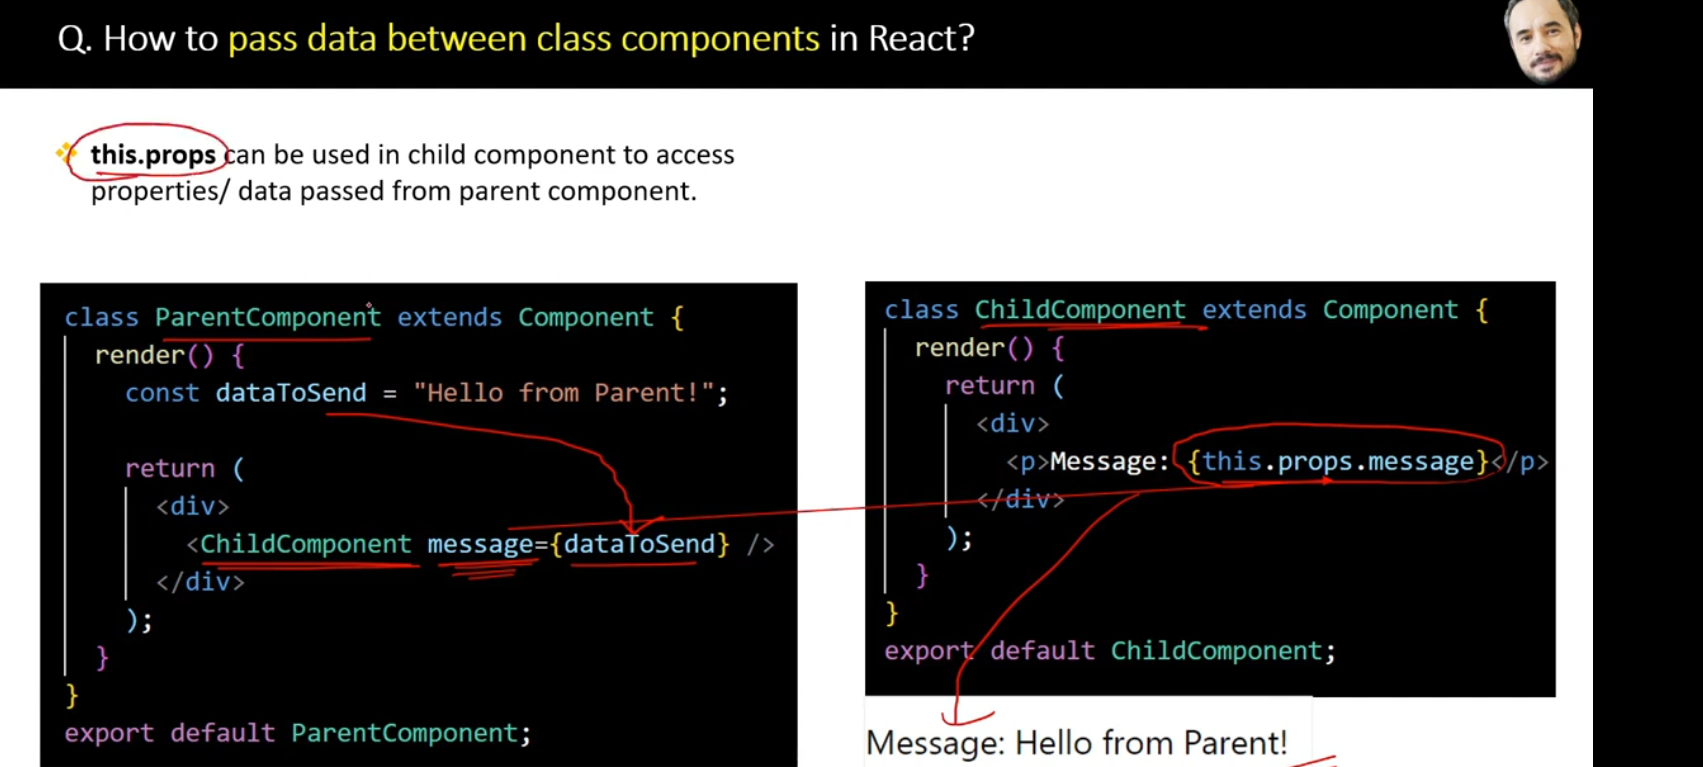 Q. How to pass data between class components in React?
this.props can be used in child component to access
properties/ data passed from parent component.
class ParentComponent extends Component {
render() {
const dataToSend = "Hello from Parent!";
return (
<div>
<ChildComponent message={dataToSend} />
</div>
);
}
}
export default ParentComponent;
class ChildComponent extends Component {
render() {
return (
<div>
<p>Message: {this.props.message}</p>
</div>
);
}
}
export default ChildComponent;
Message: Hello from Parent!